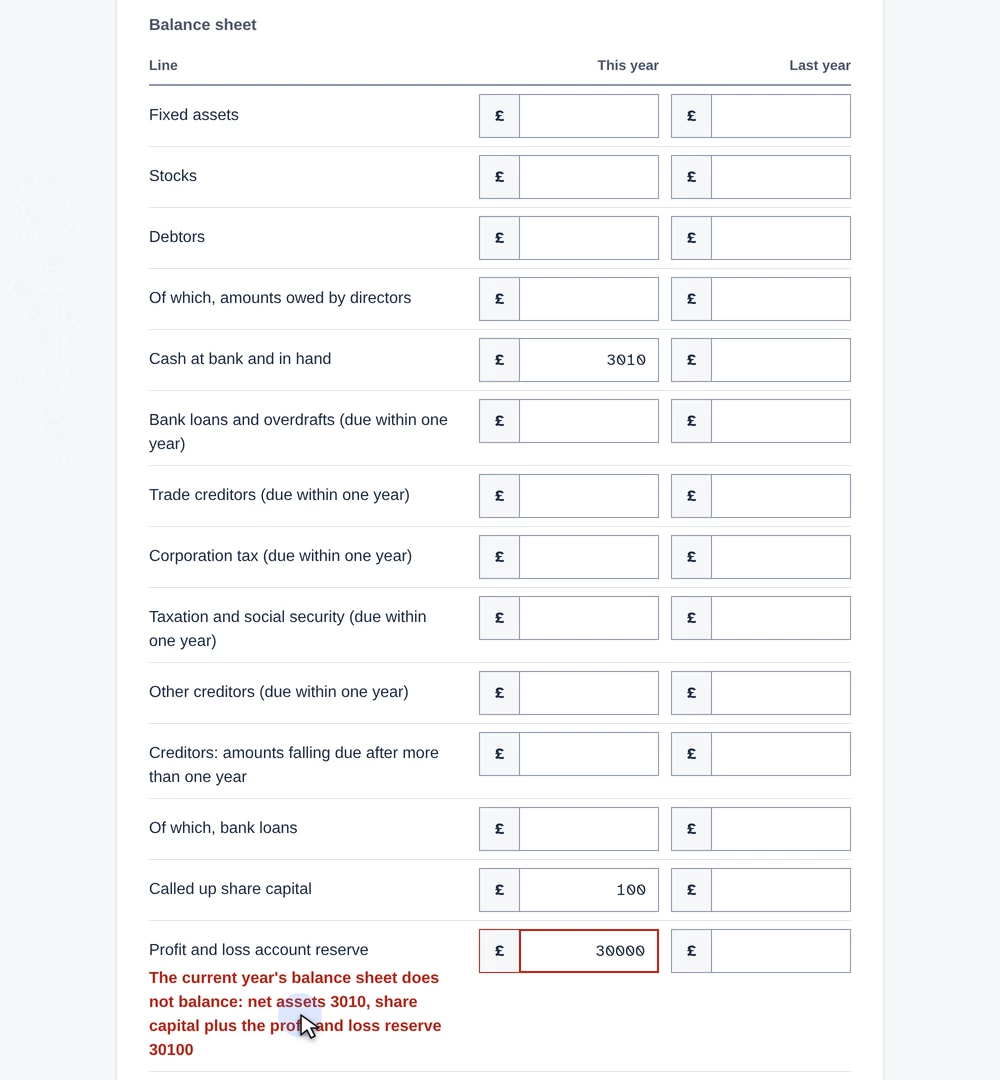 Balance sheet
Line This year Last year
Fixed assets £ £
Stocks £ £
Debtors £ £
Of which, amounts owed by directors £ £
Cash at bank and in hand £ 3010 £
Bank loans and overdrafts (due within one £ £
year)
Trade creditors (due within one year) £ £
Corporation tax (due within one year) £ £
Taxation and social security (due within £ £
one year)
Other creditors (due within one year) £ £
Creditors: amounts falling due after more £ £
than one year
Of which, bank loans £ £
Called up share capital £ 100 £
Profit and loss account reserve £ 30000 £
The current year's balance sheet does
not balance: net assets 3010, share
capital plus the profit and loss reserve
30100